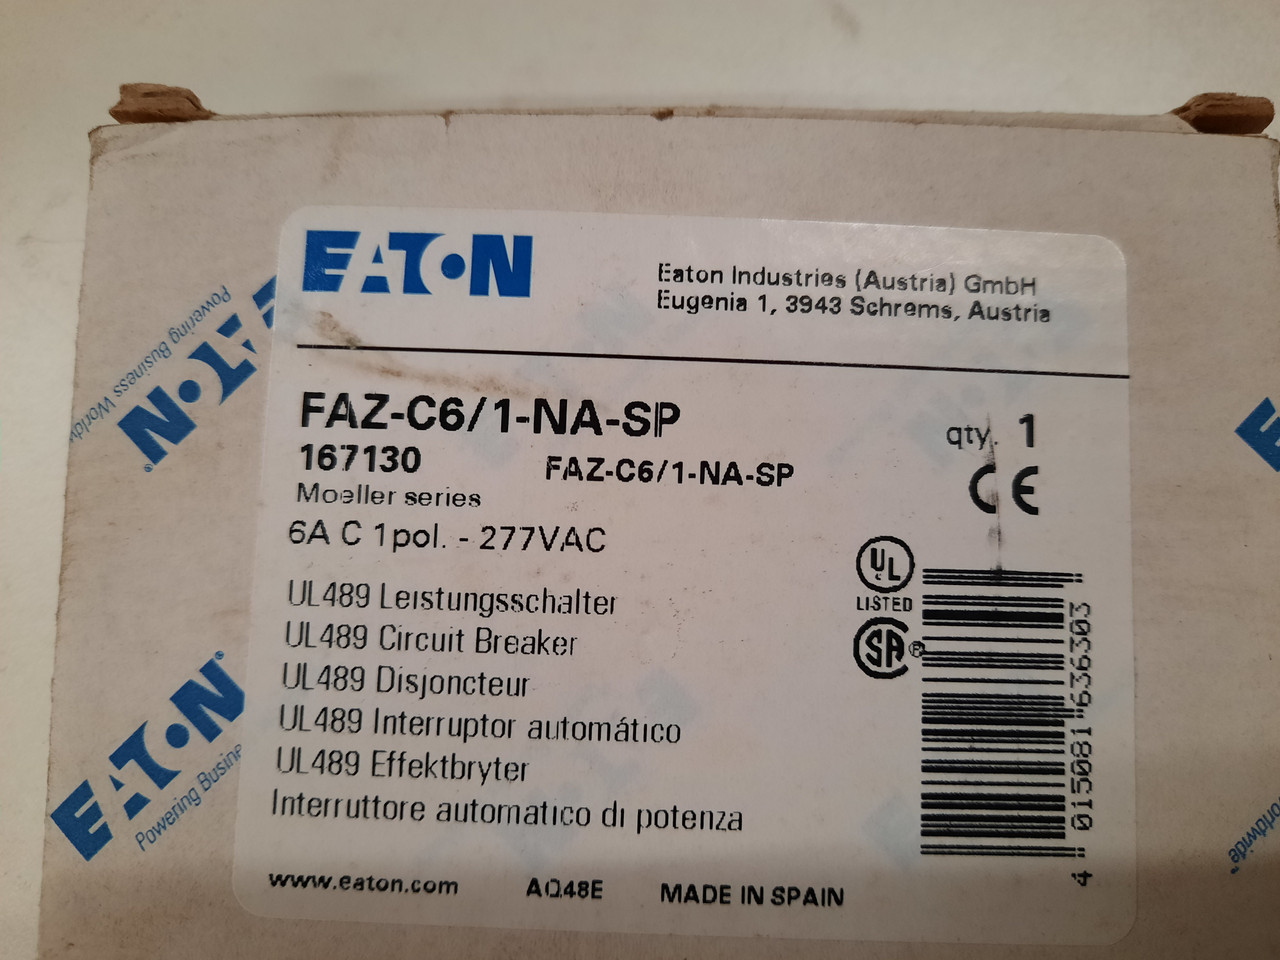 EATON
Eaton Industries (Austria) GmbH
Eugenia 1, 3943 Schrems, Austria
FAZ-C6/1-NA-SP
167130 FAZ-C6/1-NA-SP
qty. 1
Moeller series
CE
6A C 1pol. - 277VAC
UL
c
LISTED
SA®
UL489 Leistungsschalter
UL489 Circuit Breaker
UL489 Disjoncteur
UL489 Interruptor automático
UL489 Effektbryter
Interruttore automatico di potenza
4 015081 636303
www.eaton.com AQ48E MADE IN SPAIN
EATON®
Powering Business Worldw
EATON®
Powering Busine
orldwide®